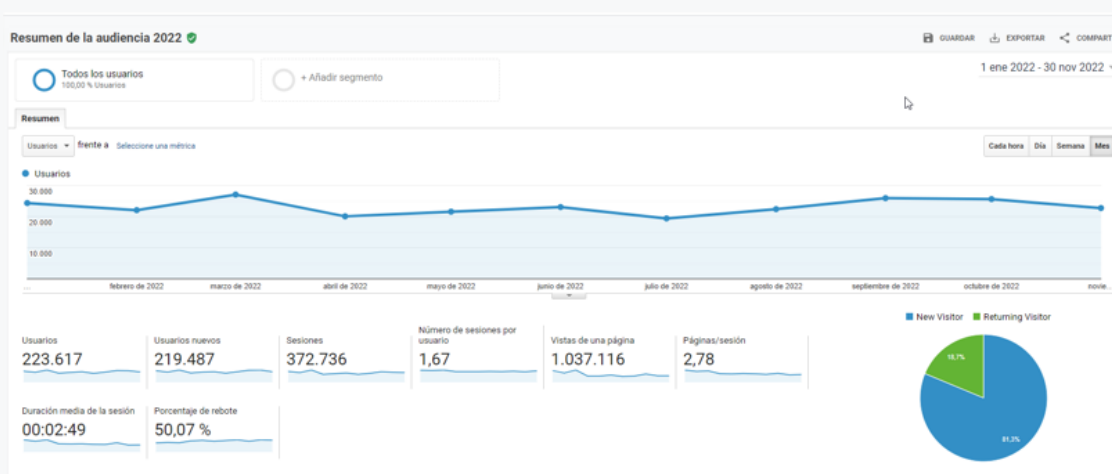 Resumen de la audiencia 2022
GUARDAR EXPORTAR COMPART
Todos los usuarios
100,00 % Usuarios
+ Añadir segmento
1 ene 2022 - 30 nov 2022
Resumen
Usuarios frente a Seleccione una métrica
Cada hora Día Semana Mes
Usuarios
30.000
20.000
10.000
... febrero de 2022 marzo de 2022 abril de 2022 mayo de 2022 junio de 2022 julio de 2022 agosto de 2022 septiembre de 2022 octubre de 2022 novie...
New Visitor Returning Visitor
Usuarios
223.617
Usuarios nuevos
219.487
Sesiones
372.736
Número de sesiones por
usuario
1,67
Vistas de una página
1.037.116
Páginas/sesión
2,78
Duración media de la sesión
00:02:49
Porcentaje de rebote
50,07 %
18,7%
81,3%